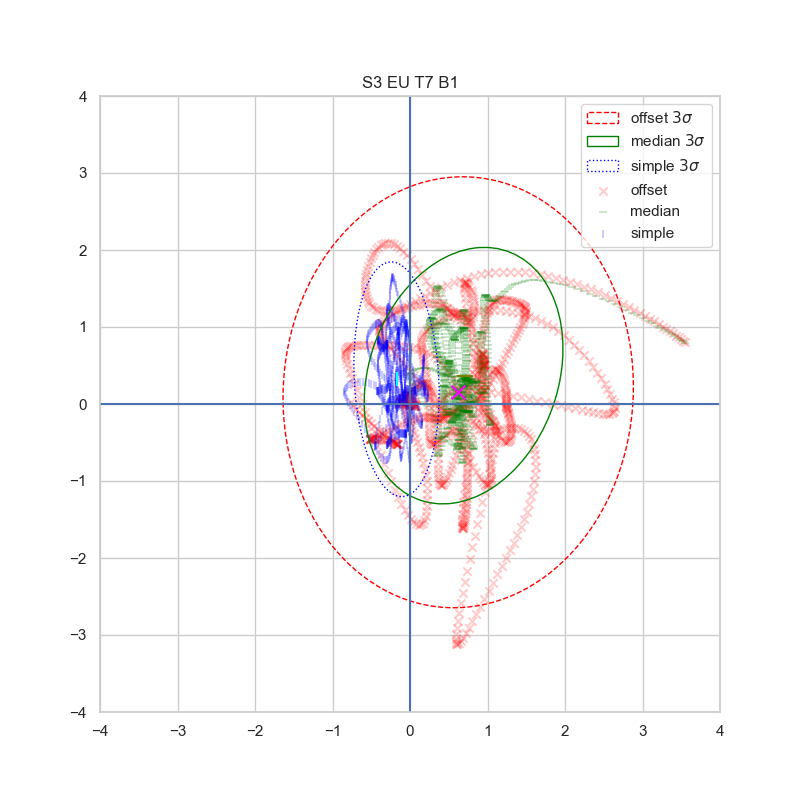 S3 EU T7 B1
offset 3σ
median 3σ
simple 3σ
offset
median
simple
4
3
2
1
0
−1
−2
−3
−4
−4 −3 −2 −1 0 1 2 3 4